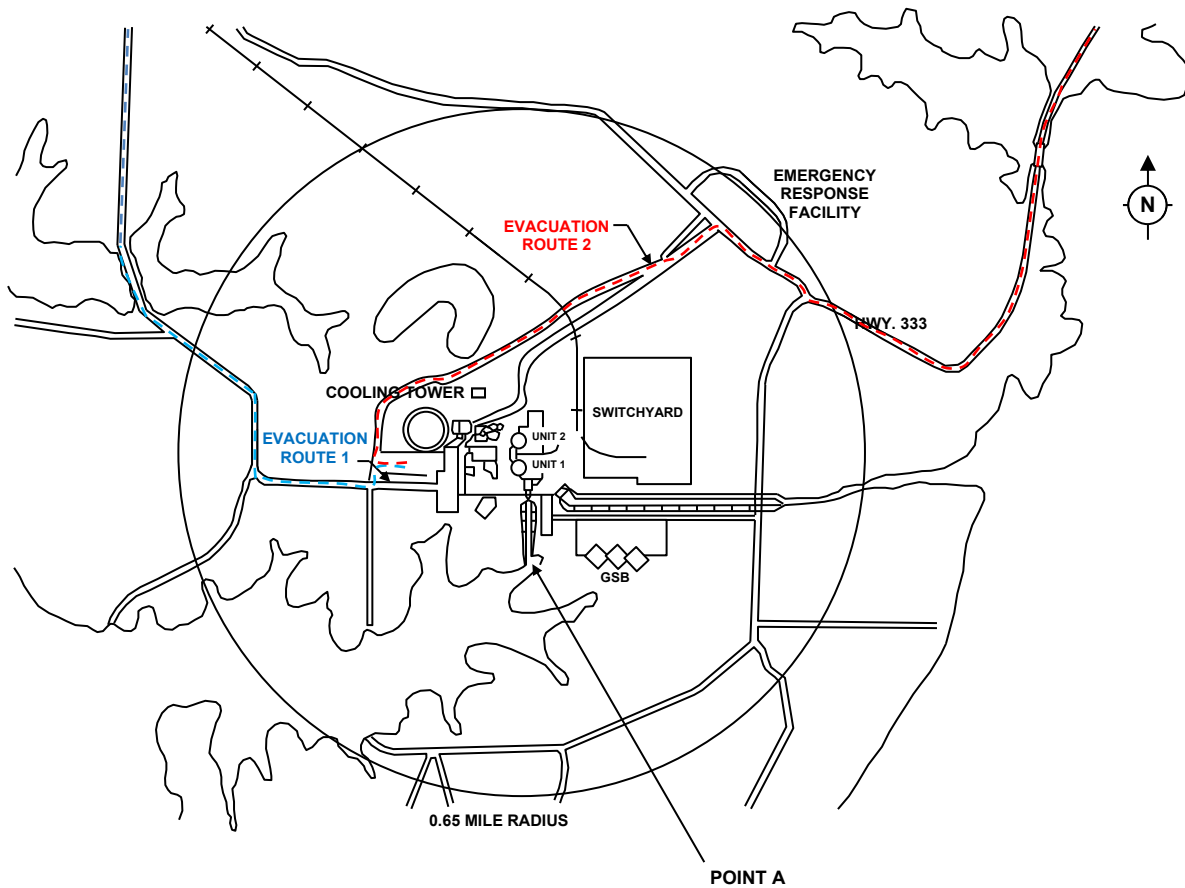 EMERGENCY
RESPONSE
FACILITY
N
EVACUATION
ROUTE 2
HWY. 333
COOLING TOWER
SWITCHYARD
EVACUATION
ROUTE 1
UNIT 2
UNIT 1
GSB
0.65 MILE RADIUS
POINT A